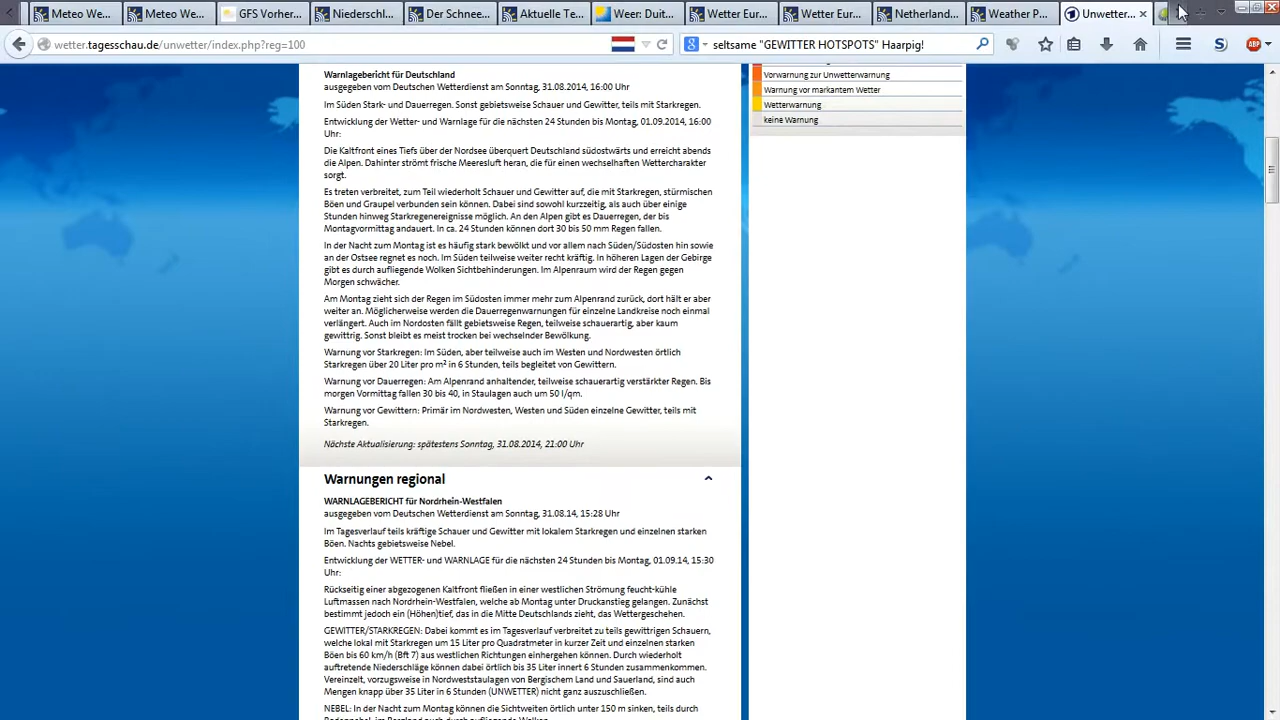 Meteo We...
Meteo We...
GFS Vorher...
Niederschl...
Der Schnee...
Aktuelle Te...
Weer: Duit...
Wetter Eur...
Wetter Eur...
Netherland...
Weather P...
Unwetter...
wetter.tagesschau.de/unwetter/index.php?reg=100
seltsame "GEWITTER HOTSPOTS" Haarpig!
Warnlagebericht für Deutschland
ausgegeben vom Deutschen Wetterdienst am Sonntag, 31.08.2014, 16:00 Uhr
Im Süden Stark- und Dauerregen. Sonst gebietsweise Schauer und Gewitter, teils mit Starkregen.
Entwicklung der Wetter- und Warnlage für die nächsten 24 Stunden bis Montag, 01.09.2014, 16:00
Uhr:
Die Kaltfront eines Tiefs über der Nordsee überquert Deutschland südostwärts und erreicht abends
die Alpen. Dahinter strömt frische Meeresluft heran, die für einen wechselhaften Wettercharakter
sorgt.
Es treten verbreitet, zum Teil wiederholt Schauer und Gewitter auf, die mit Starkregen, stürmischen
Böen und Graupel verbunden sein können. Dabei sind sowohl kurzzeitig, als auch über einige
Stunden hinweg Starkregenereignisse möglich. An den Alpen gibt es Dauerregen, der bis
Montagvormittag andauert. In ca. 24 Stunden können dort 30 bis 50 mm Regen fallen.
In der Nacht zum Montag ist es häufig stark bewölkt und vor allem nach Süden/Südosten hin sowie
an der Ostsee regnet es noch. Im Süden teilweise weiter recht kräftig. In höheren Lagen der Gebirge
gibt es durch aufliegende Wolken Sichtbehinderungen. Im Alpenraum wird der Regen gegen
Morgen schwächer.
Am Montag zieht sich der Regen im Südosten immer mehr zum Alpenrand zurück, dort hält er aber
weiter an. Möglicherweise werden die Dauerregenwarnungen für einzelne Landkreise noch einmal
verlängert. Auch im Nordosten fällt gebietsweise Regen, teilweise schauerartig, aber kaum
gewittrig. Sonst bleibt es meist trocken bei wechselnder Bewölkung.
Warnung vor Starkregen: Im Süden, aber teilweise auch im Westen und Nordwesten örtlich
Starkregen über 20 Liter pro m² in 6 Stunden, teils begleitet von Gewittern.
Warnung vor Dauerregen: Am Alpenrand anhaltender, teilweise schauerartig verstärkter Regen. Bis
morgen Vormittag fallen 30 bis 40, in Staulagen auch um 50 l/qm.
Warnung vor Gewittern: Primär im Nordwesten, Westen und Süden einzelne Gewitter, teils mit
Starkregen.
Nächste Aktualisierung: spätestens Sonntag, 31.08.2014, 21:00 Uhr
Warnungen regional
WARNLAGEBERICHT für Nordrhein-Westfalen
ausgegeben vom Deutschen Wetterdienst am Sonntag, 31.08.14, 15:28 Uhr
Im Tagesverlauf teils kräftige Schauer und Gewitter mit lokalem Starkregen und einzelnen starken
Böen. Nachts gebietsweise Nebel.
Entwicklung der WETTER- und WARNLAGE für die nächsten 24 Stunden bis Montag, 01.09.14, 15:30
Uhr:
Rückseitig einer abgezogenen Kaltfront fließen in einer westlichen Strömung feucht-kühle
Luftmassen nach Nordrhein-Westfalen, welche ab Montag unter Druckanstieg gelangen. Zunächst
bestimmt jedoch ein (Höhen)tief, das in die Mitte Deutschlands zieht, das Wettergeschehen.
GEWITTER/STARKREGEN: Dabei kommt es im Tagesverlauf verbreitet zu teils gewittrigen Schauern,
welche lokal mit Starkregen um 15 Liter pro Quadratmeter in kurzer Zeit und einzelnen starken
Böen bis 60 km/h (Bft 7) aus westlichen Richtungen einhergehen können. Durch wiederholt
auftretende Niederschläge können dabei örtlich bis 35 Liter innert 6 Stunden zusammenkommen.
Vereinzelt, vorzugsweise in Nordweststaulagen von Bergischem Land und Sauerland, sind auch
Mengen knapp über 35 Liter in 6 Stunden (UNWETTER) nicht ganz auszuschließen.
NEBEL: In der Nacht zum Montag können die Sichtweiten örtlich unter 150 m sinken, teils durch
Vorwarnung zur Unwetterwarnung
Warnung vor markantem Wetter
Wetterwarnung
keine Warnung